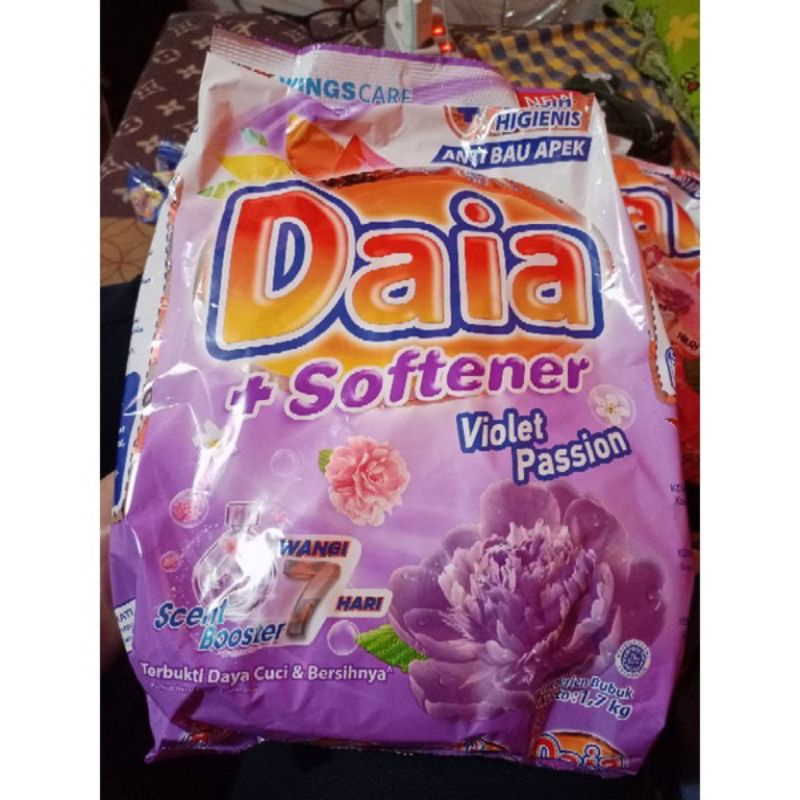 WINGSCARE
HIGIENIS
ANTI BAU APEK
Daia
+ Softener
Violet
Passion
WANGI
7 HARI
Scent
Booster
Terbukti Daya Cuci & Bersihnya^
Bubuk
1,7 kg
Daia